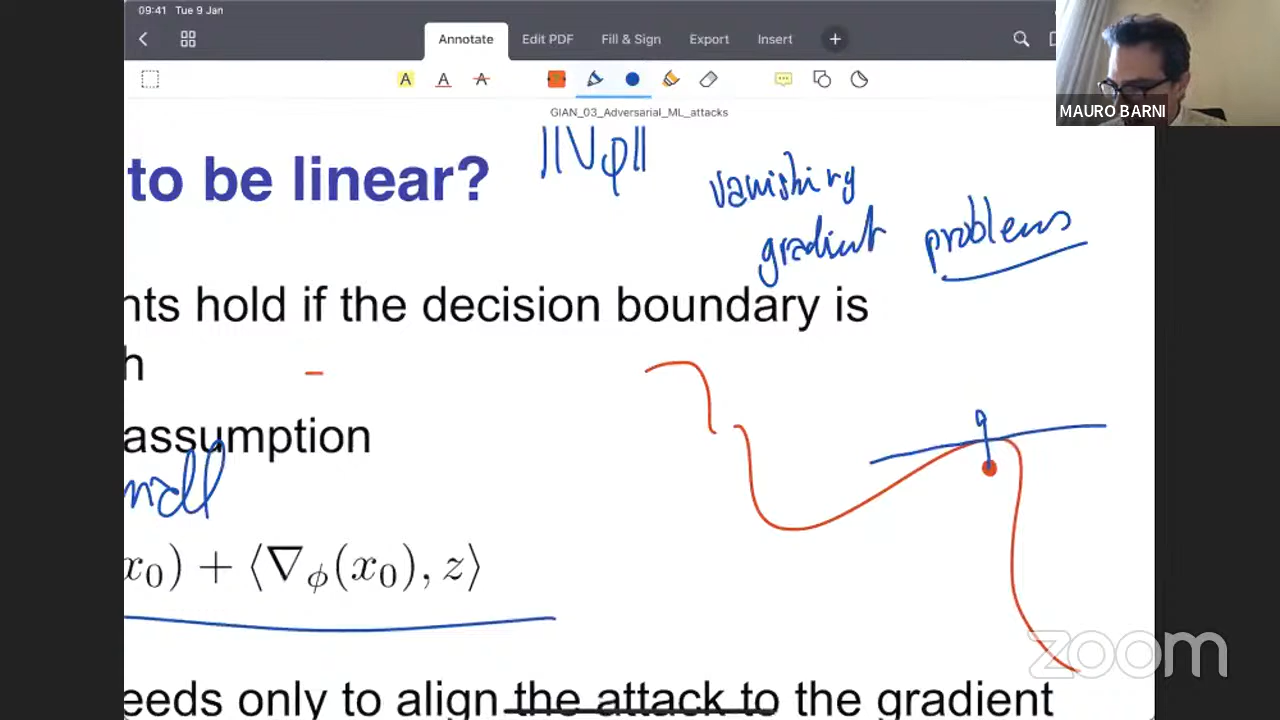 09:41 Tue 9 Jan
Annotate Edit PDF Fill & Sign Export Insert +
A A A
GIAN_03_Adversarial_ML_attacks
MAURO BARNI
to be linear?
||∇φ||
vanishing
gradient problems
nts hold if the decision boundary is
h
assumption
mall
x₀) + ⟨∇ϕ(x₀), z⟩
eeds only to align the attack to the gradient
zoom